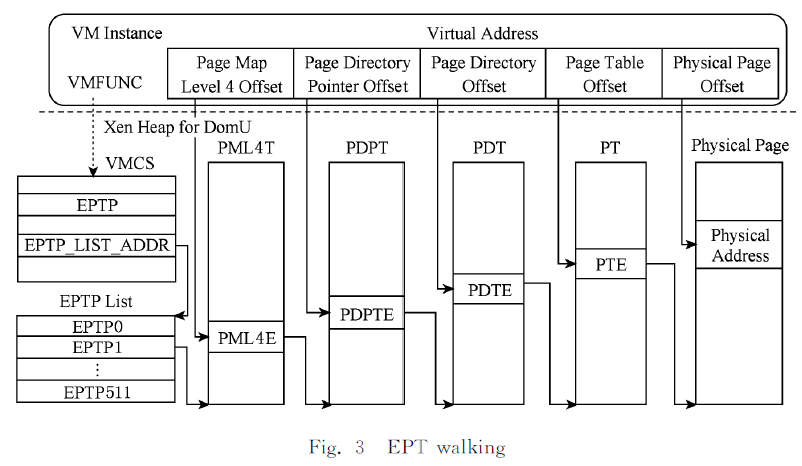 VM Instance
Virtual Address
VMFUNC
Page Map
Level 4 Offset
Page Directory
Pointer Offset
Page Directory
Offset
Page Table
Offset
Physical Page
Offset
Xen Heap for DomU
VMCS
EPTP
EPTP_LIST_ADDR
EPTP List
EPTP0
EPTP1
⋮
EPTP511
PML4T
PML4E
PDPT
PDPTE
PDT
PDTE
PT
PTE
Physical Page
Physical
Address
Fig. 3 EPT walking